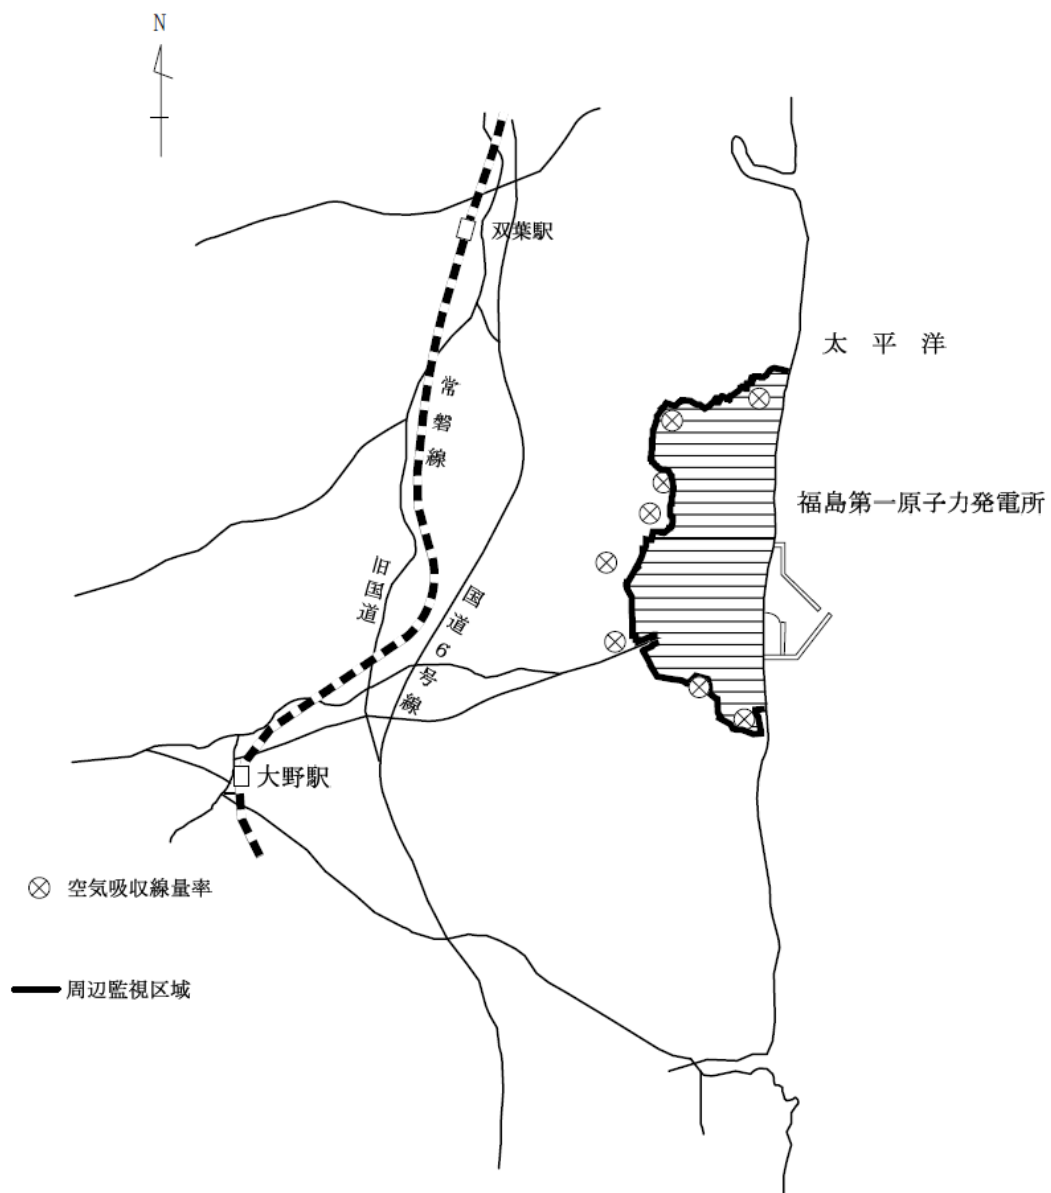 N
双葉駅
太平洋
常磐線
福島第一原子力発電所
旧国道
国道6号線
大野駅
空気吸収線量率
周辺監視区域